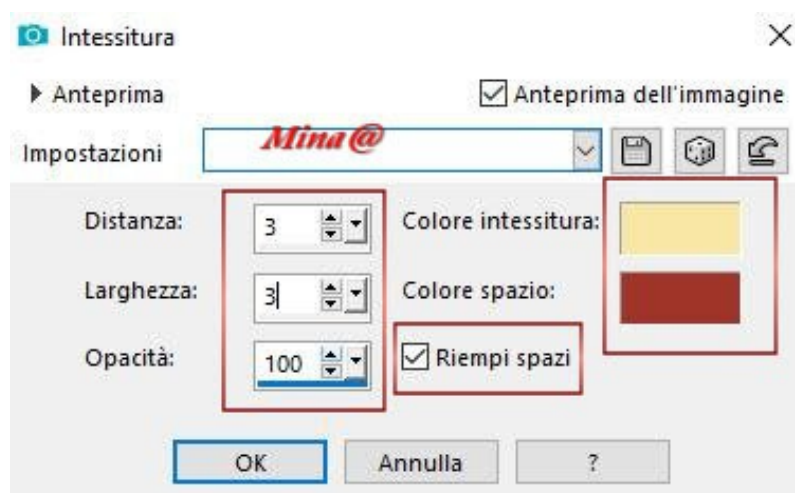 Intessitura
Anteprima
Anteprima dell'immagine
Impostazioni
Mina@
Distanza: 3
Colore intessitura:
Larghezza: 3
Colore spazio:
Opacità: 100
Riempi spazi
OK
Annulla
?